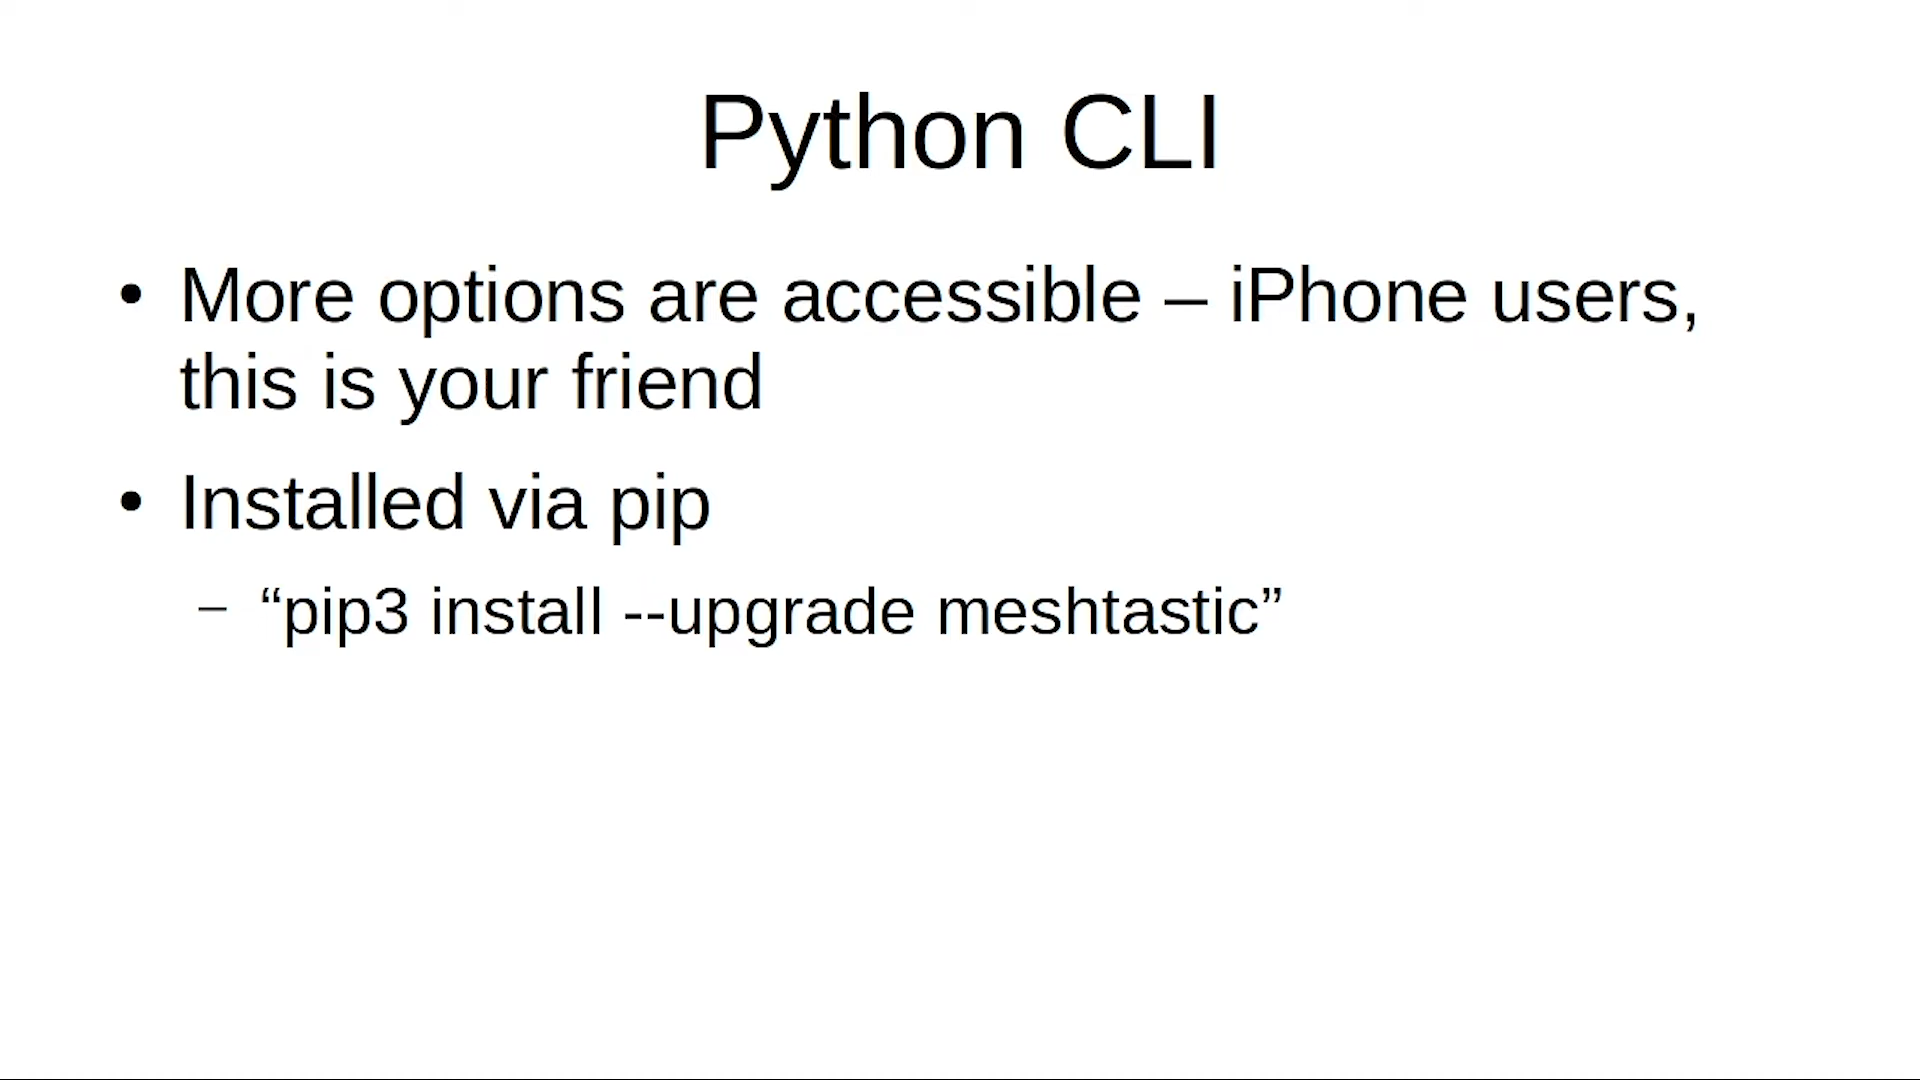 Python CLI
• More options are accessible – iPhone users,
this is your friend
• Installed via pip
– “pip3 install --upgrade meshtastic”